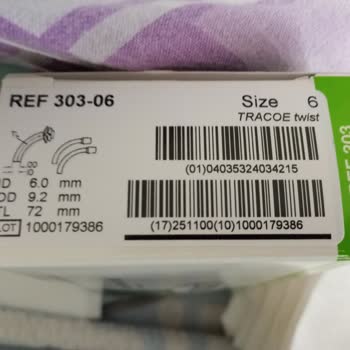 REF 303-06
Size 6
TRACOE twist
(01)04035324034215
ID 6.0 mm
OD 9.2 mm
TL 72 mm
LOT 1000179386
(17)251100(10)1000179386
REF 303